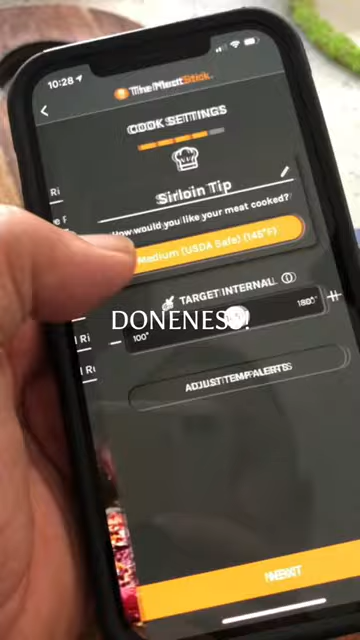 10:28
The MeatStick.
COOK SETTINGS
Sirloin Tip
How would you like your meat cooked?
Medium (USDA Safe) (145°F)
TARGET INTERNAL
DONENESS!
100°
180°
ADJUST TEMP ALERTS
NEXT